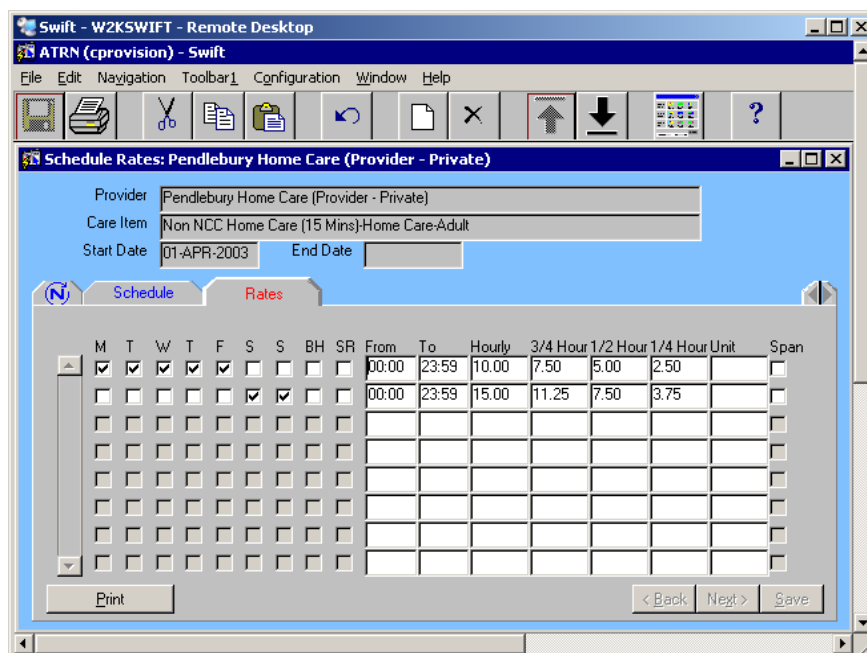 Swift - W2KSWIFT - Remote Desktop
ATRN (cprovision) - Swift
File Edit Navigation Toolbar1 Configuration Window Help
?
Schedule Rates: Pendlebury Home Care (Provider - Private)
Provider Pendlebury Home Care (Provider - Private)
Care Item Non NCC Home Care (15 Mins)-Home Care-Adult
Start Date 01-APR-2003 End Date
N Schedule Rates
M T W T F S S BH SR From To Hourly 3/4 Hour 1/2 Hour 1/4 Hour Unit Span
00:00 23:59 10.00 7.50 5.00 2.50
00:00 23:59 15.00 11.25 7.50 3.75
Print < Back Next > Save